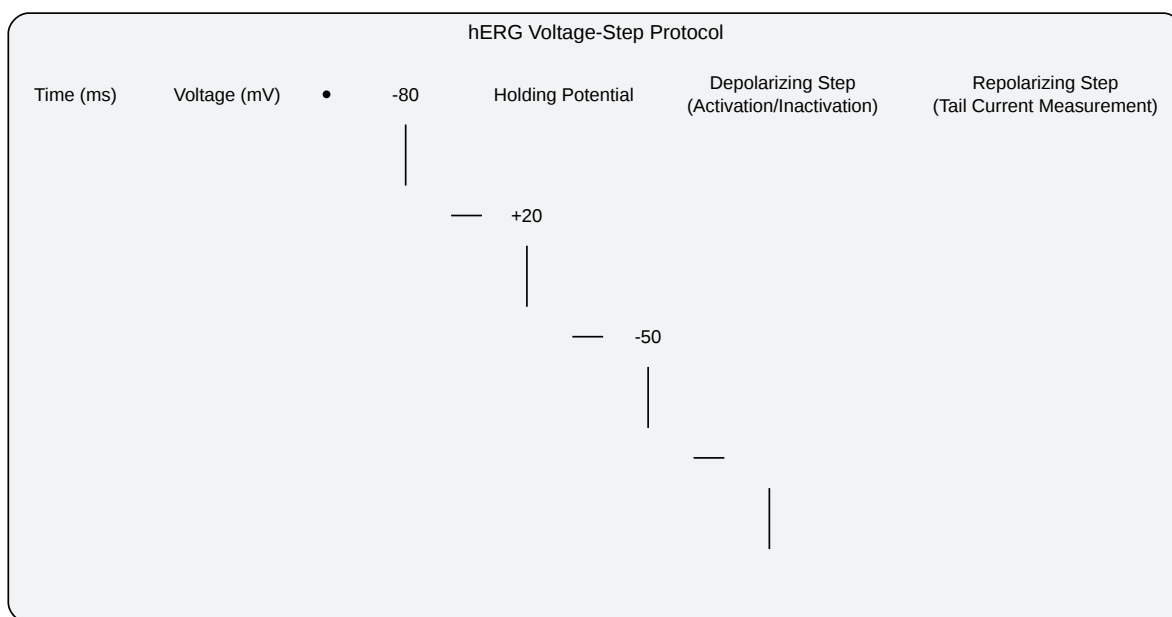 hERG Voltage-Step Protocol
Time (ms) Voltage (mV) • -80 Holding Potential Depolarizing Step (Activation/Inactivation) Repolarizing Step (Tail Current Measurement)
+20
-50